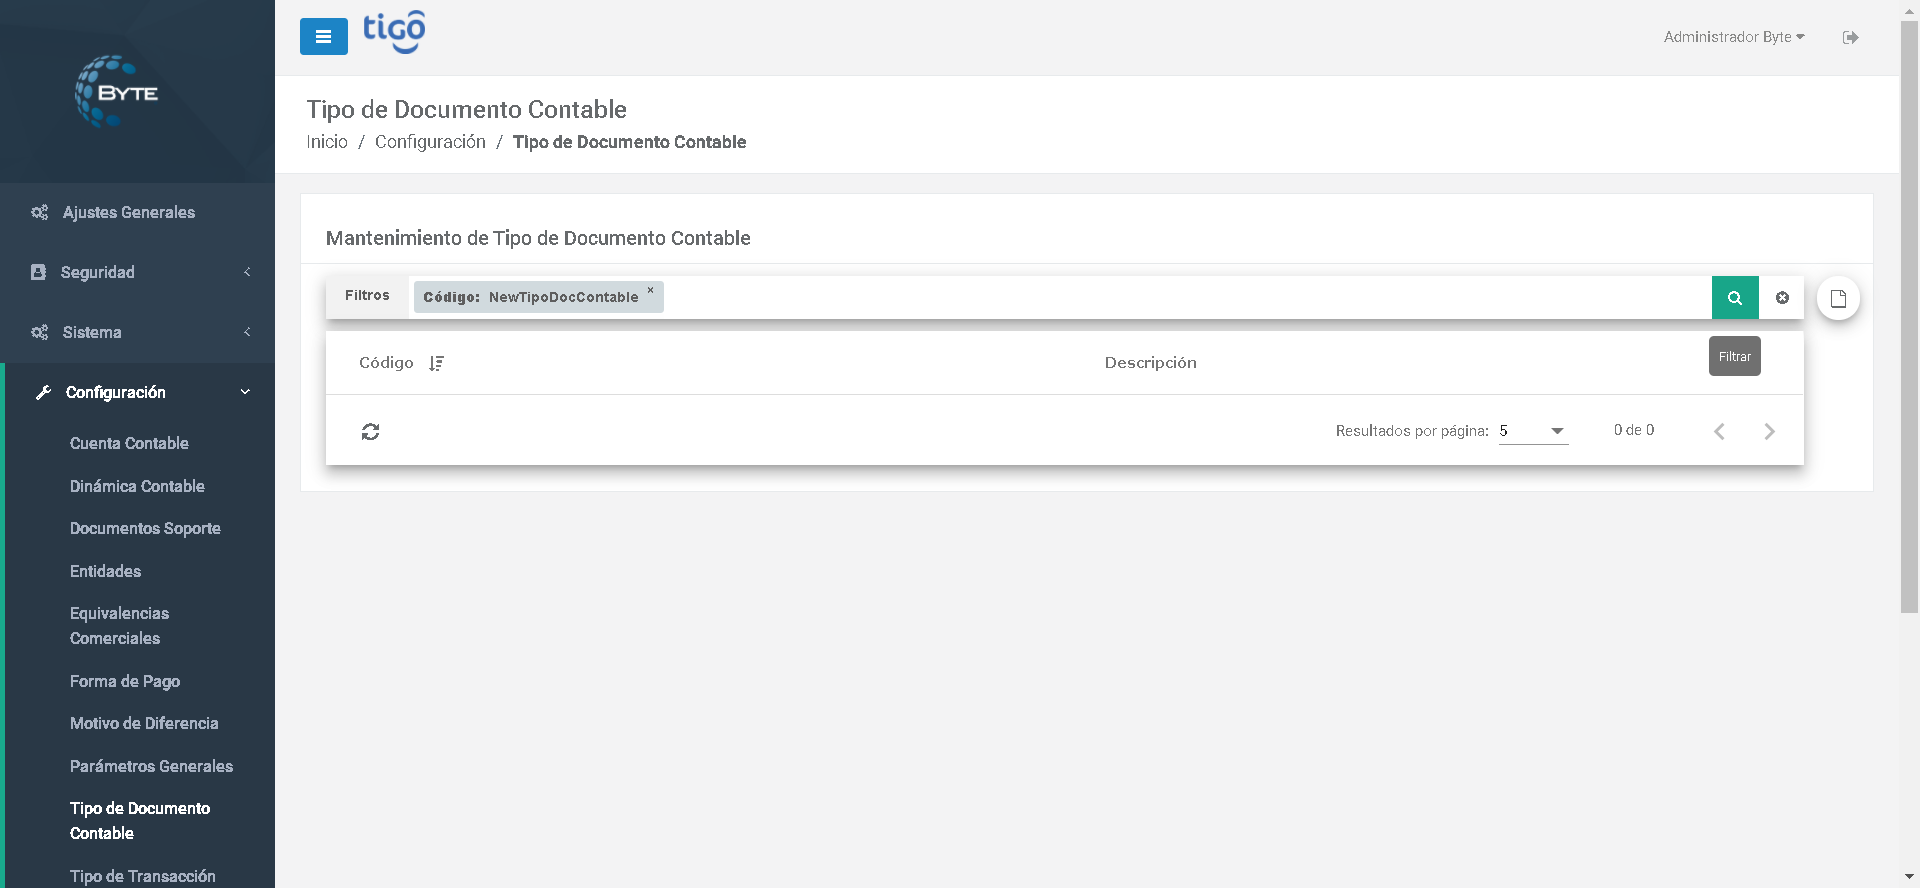 BYTE
Ajustes Generales
Seguridad
Sistema
Configuración
Cuenta Contable
Dinámica Contable
Documentos Soporte
Entidades
Equivalencias
Comerciales
Forma de Pago
Motivo de Diferencia
Parámetros Generales
Tipo de Documento
Contable
Tipo de Transacción
tigo
Administrador Byte
Tipo de Documento Contable
Inicio / Configuración / Tipo de Documento Contable
Mantenimiento de Tipo de Documento Contable
Filtros Código: NewTipoDocContable ×
Código Descripción
Filtrar
Resultados por página: 5 0 de 0